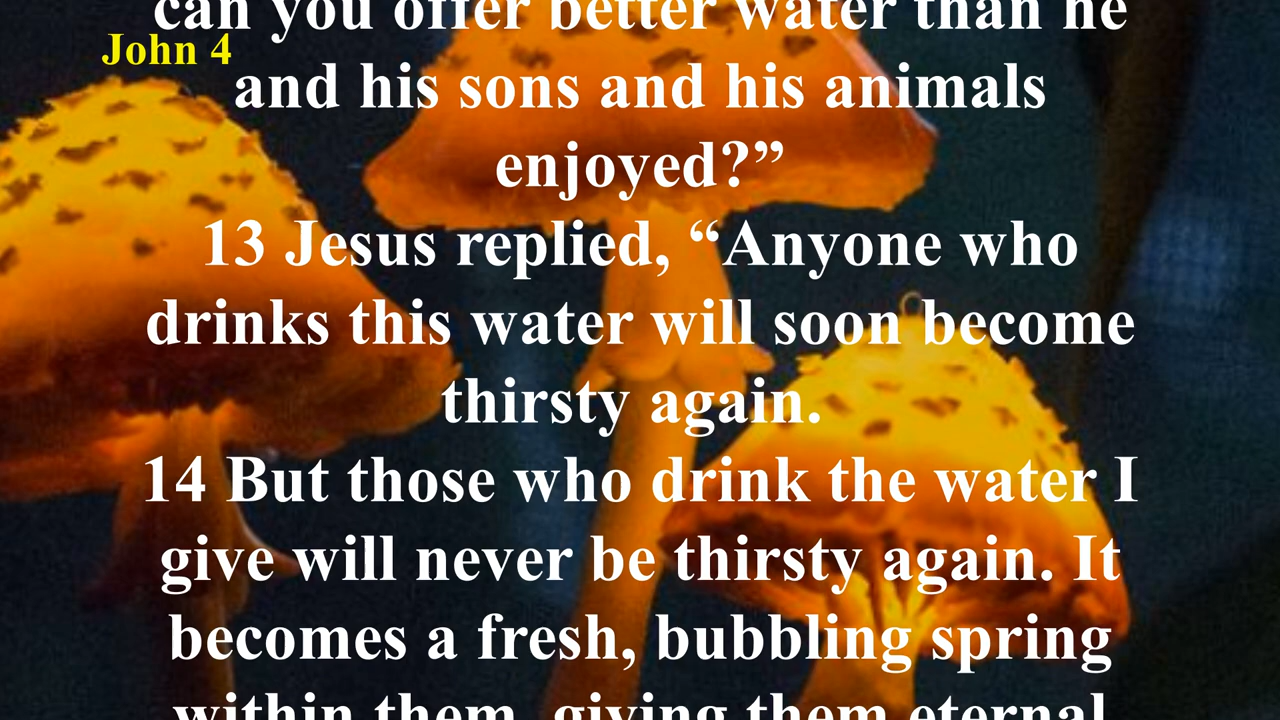 can you offer better water than he
John 4
and his sons and his animals
enjoyed?”
13 Jesus replied, “Anyone who
drinks this water will soon become
thirsty again.
14 But those who drink the water I
give will never be thirsty again. It
becomes a fresh, bubbling spring
within them, giving them eternal